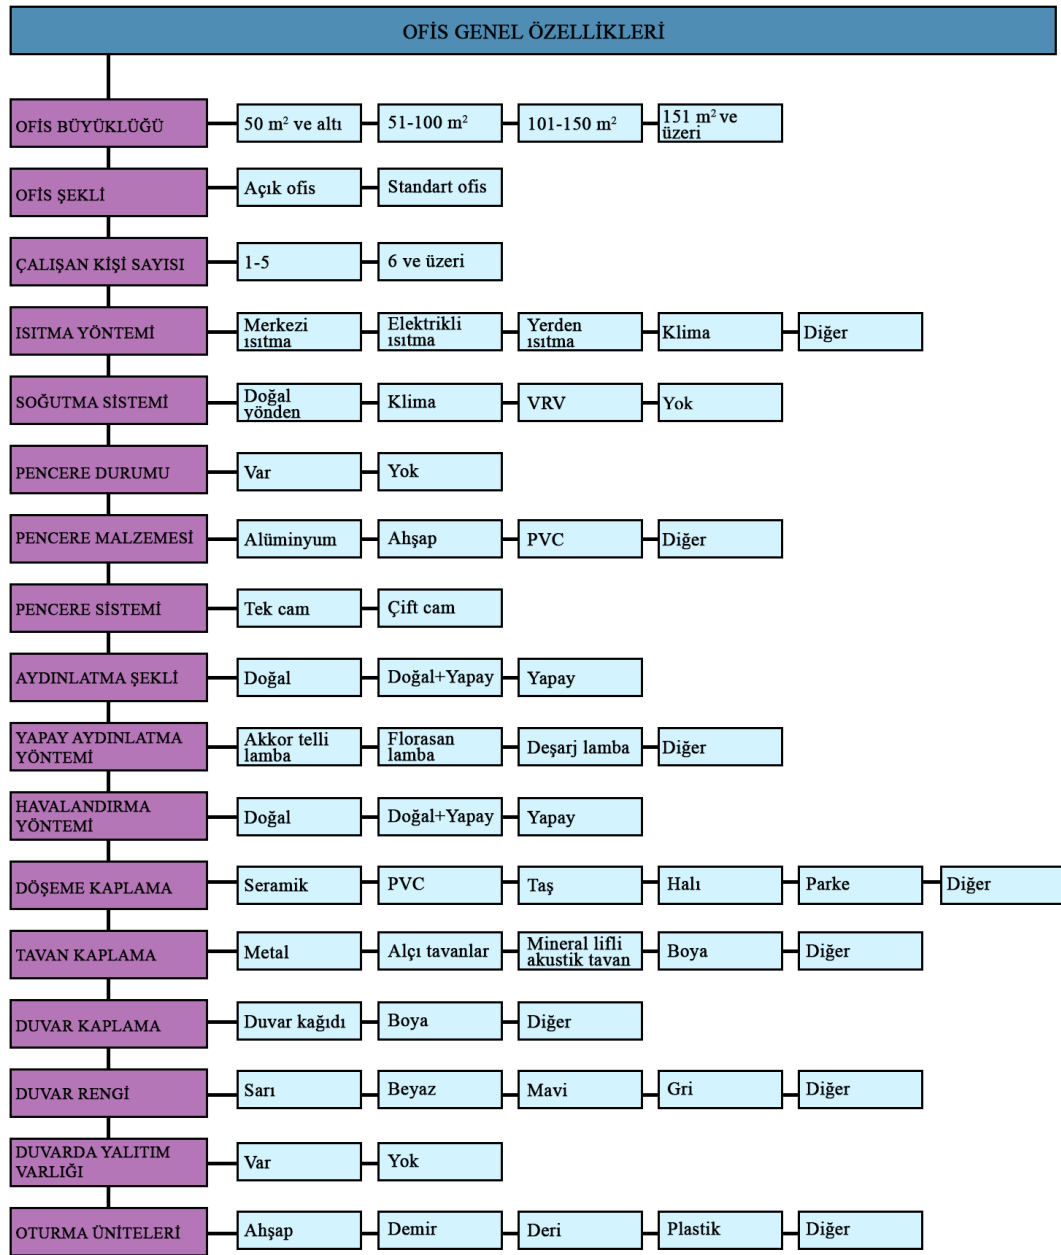 OFİS GENEL ÖZELLİKLERİ
OFİS BÜYÜKLÜĞÜ
50 m² ve altı
51-100 m²
101-150 m²
151 m² ve
üzeri
OFİS ŞEKLİ
Açık ofis
Standart ofis
ÇALIŞAN KİŞİ SAYISI
1-5
6 ve üzeri
ISITMA YÖNTEMİ
Merkezi
ısıtma
Elektrikli
ısıtma
Yerden
ısıtma
Klima
Diğer
SOĞUTMA SİSTEMİ
Doğal
yönden
Klima
VRV
Yok
PENCERE DURUMU
Var
Yok
PENCERE MALZEMESİ
Alüminyum
Ahşap
PVC
Diğer
PENCERE SİSTEMİ
Tek cam
Çift cam
AYDINLATMA ŞEKLİ
Doğal
Doğal+Yapay
Yapay
YAPAY AYDINLATMA
YÖNTEMİ
Akkor telli
lamba
Florasan
lamba
Deşarj lamba
Diğer
HAVALANDIRMA
YÖNTEMİ
Doğal
Doğal+Yapay
Yapay
DÖŞEME KAPLAMA
Seramik
PVC
Taş
Halı
Parke
Diğer
TAVAN KAPLAMA
Metal
Alçı tavanlar
Mineral lifli
akustik tavan
Boya
Diğer
DUVAR KAPLAMA
Duvar kağıdı
Boya
Diğer
DUVAR RENGİ
Sarı
Beyaz
Mavi
Gri
Diğer
DUVARDA YALITIM
VARLIĞI
Var
Yok
OTURMA ÜNİTELERİ
Ahşap
Demir
Deri
Plastik
Diğer